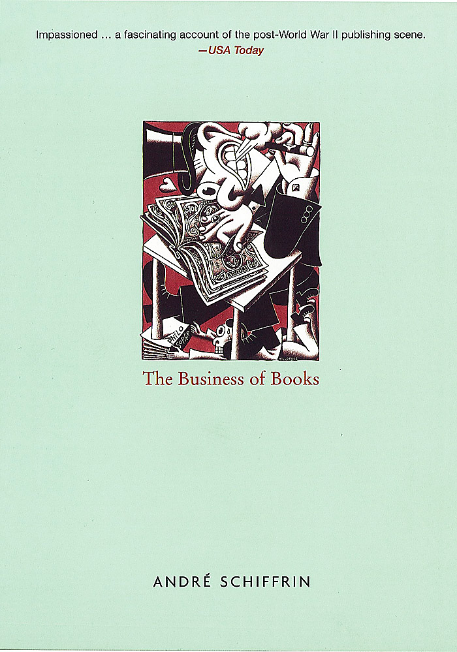 Impassioned ... a fascinating account of the post-World War II publishing scene.
—USA Today
The Business of Books
ANDRÉ SCHIFFRIN